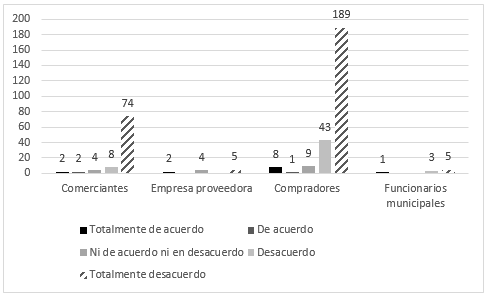 200
180
160
140
120
100
80
60
40
20
0
2 2 4 8 74
2 4 5
8 1 9 43 189
1 3 5
Comerciantes Empresa proveedora Compradores Funcionarios
municipales
Totalmente de acuerdo De acuerdo
Ni de acuerdo ni en desacuerdo Desacuerdo
Totalmente desacuerdo